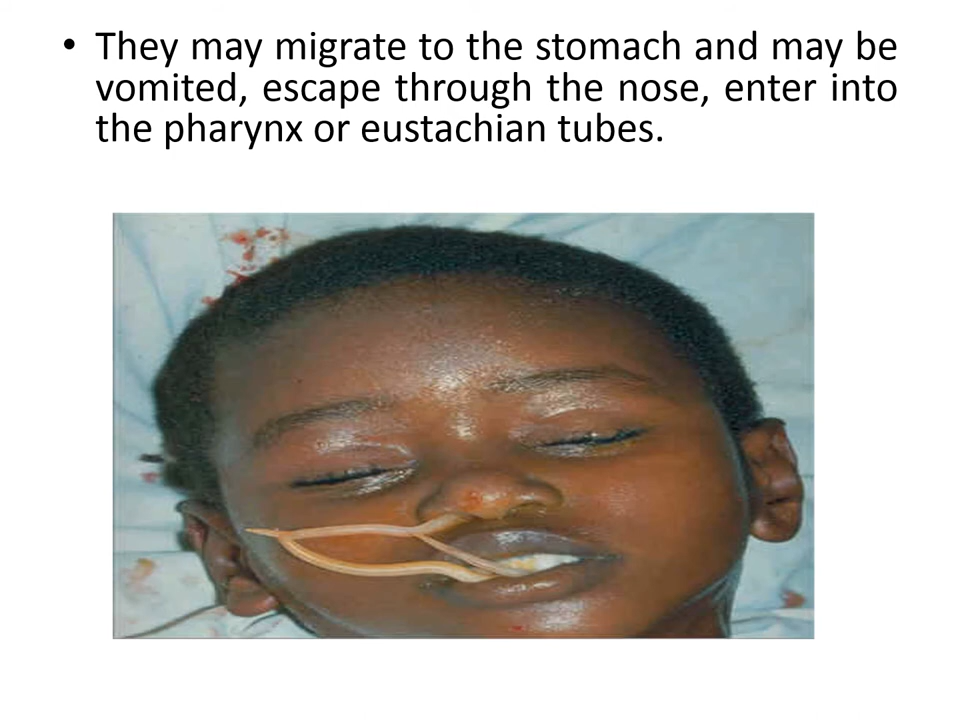 • They may migrate to the stomach and may be
vomited, escape through the nose, enter into
the pharynx or eustachian tubes.